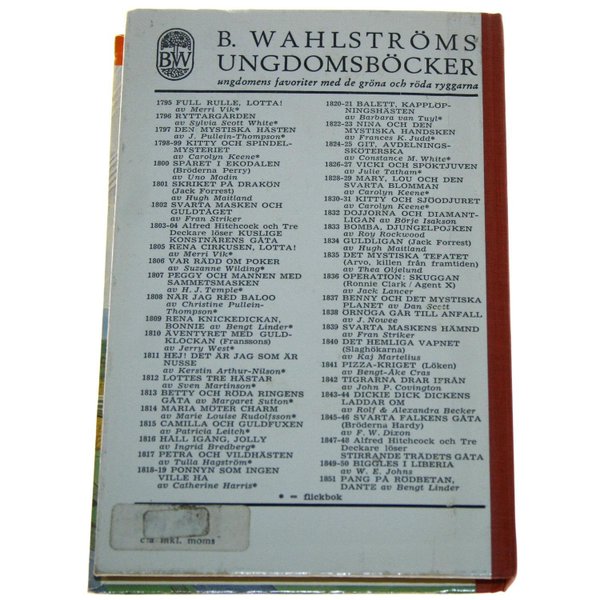 BW
B. WAHLSTRÖMS
UNGDOMSBÖCKER
ungdomens favoriter med de gröna och röda ryggarna
1795 FULL RULLE, LOTTA!
av Merri Vik*
1796 RYTTARGÅRDEN
av Sylvia Scott White*
1797 DEN MYSTISKA HÄSTEN
av J. Pullein-Thompson*
1798-99 KITTY OCH SPINDEL-
MYSTERIET
av Carolyn Keene*
1800 SPÅRET I EKODALEN
(Bröderna Perry)
av Uno Modin
1801 SKRIKET PÅ DRAKÖN
(Jack Forrest)
av Hugh Maitland
1802 SVARTA MASKEN OCH
GULDTÅGET
av Fran Striker
1803-04 Alfred Hitchcock och Tre
Deckare löser KUSLIGE
KONSTNÄRENS GÅTA
1805 RENA CIRKUSEN, LOTTA!
av Merri Vik*
1806 VAR RÄDD OM POKER
av Suzanne Wilding*
1807 PEGGY OCH MANNEN MED
SAMMETSMASKEN
av H. J. Temple*
1808 NÄR JAG RED BALOO
av Christine Pullein-
Thompson*
1809 RENA KNICKEDICKAN,
BONNIE av Bengt Linder*
1810 ÄVENTYRET MED GULD-
KLOCKAN (Franssons)
av Jerry West*
1811 HEJ! DET ÄR JAG SOM ÄR
NUSSE
av Kerstin Arthur-Nilson*
1812 LOTTES TRE HÄSTAR
av Sven Martinson*
1813 BETTY OCH RÖDA RINGENS
GÅTA av Margaret Sutton*
1814 MARIA MÖTER CHARM
av Marie Louise Rudolfsson*
1815 CAMILLA OCH GULDFUXEN
av Patricia Leitch*
1816 HÅLL IGÅNG, JOLLY
av Ingrid Bredberg*
1817 PETRA OCH VILDHÄSTEN
av Tulla Hagström*
1818-19 PONNYN SOM INGEN
VILLE HA
av Catherine Harris*
1820-21 BALETT, KAPPLÖP-
NINGSHÄSTEN
av Barbara van Tuyl*
1822-23 NINA OCH DEN
MYSTISKA HANDSKEN
av Frances K. Judd*
1824-25 GIT, AVDELNINGS-
SKÖTERSKA
av Constance M. White*
1826-27 VICKI OCH SPÖKTJUVEN
av Julie Tatham*
1828-29 MARY, LOU OCH DEN
SVARTA BLOMMAN
av Carolyn Keene*
1830-31 KITTY OCH SJÖODJURET
av Carolyn Keene*
1832 DOJJORNA OCH DIAMANT-
LIGAN av Börje Isakson
1833 BOMBA, DJUNGELPOJKEN
av Roy Rockwood
1834 GULDLIGAN (Jack Forrest)
av Hugh Maitland
1835 DET MYSTISKA TEFATET
(Arvo, killen från framtiden)
av Thea Oljelund
1836 OPERATION: SKUGGAN
(Ronnie Clark / Agent X)
av Jack Lancer
1837 BENNY OCH DET MYSTISKA
PLANET av Dan Scott
1838 ÖRNÖGA GÅR TILL ANFALL
av J. Nowee
1839 SVARTA MASKENS HÄMND
av Fran Striker
1840 DET HEMLIGA VAPNET
(Slaghökarna)
av Kaj Martelius
1841 PIZZA-KRIGET (Löken)
av Bengt-Åke Cras
1842 TIGRARNA DRAR IFRÅN
av John P. Covington
1843-44 DICKIE DICK DICKENS
LADDAR OM
av Rolf & Alexandra Becker
1845-46 SVARTA FALKENS GÅTA
(Bröderna Hardy)
av F. W. Dixon
1847-48 Alfred Hitchcock och Tre
Deckare löser
STIRRANDE TRÄDETS GÅTA
1849-50 BIGGLES I LIBERIA
av W. E. Johns
1851 PANG PÅ RÖDBETAN,
DANTE av Bengt Linder
* = flickbok
c:a inkl. moms